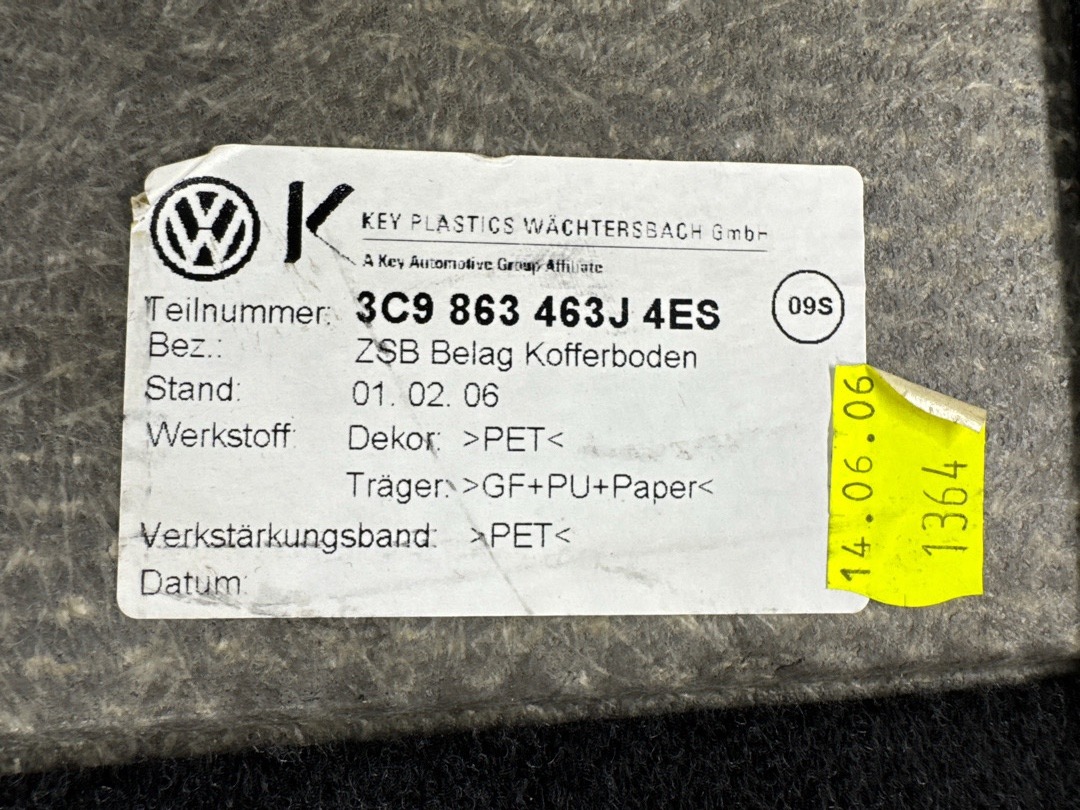 VW
K KEY PLASTICS WÄCHTERSBACH GmbH
A Key Automotive Group Affiliate
Teilnummer: 3C9 863 463J 4ES
09S
Bez.: ZSB Belag Kofferboden
Stand: 01. 02. 06
Werkstoff: Dekor: >PET<
Träger: >GF+PU+Paper<
Verkstärkungsband: >PET<
Datum:
14.06.06
1364